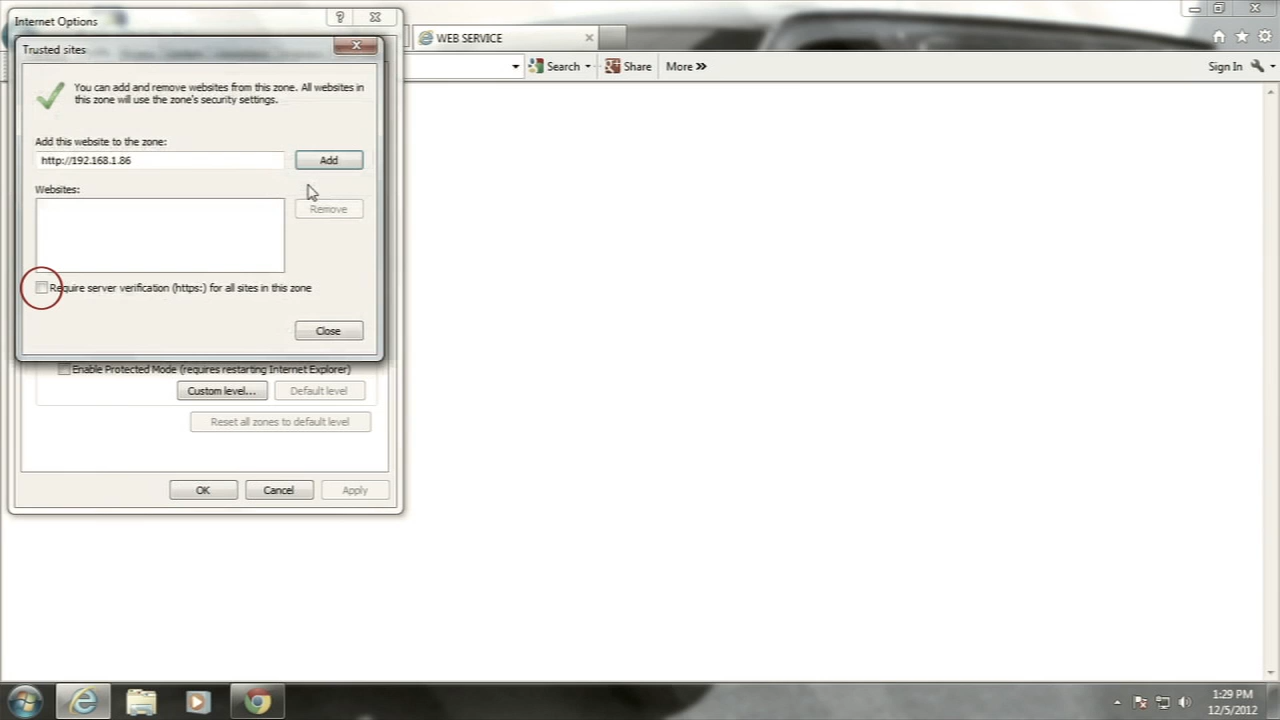 Internet Options
WEB SERVICE
Trusted sites
Search
Share
More
Sign In
You can add and remove websites from this zone. All websites in
this zone will use the zone's security settings.
Add this website to the zone:
http://192.168.1.86
Add
Websites:
Remove
Require server verification (https:) for all sites in this zone
Close
Enable Protected Mode (requires restarting Internet Explorer)
Custom level...
Default level
Reset all zones to default level
OK
Cancel
Apply
1:29 PM
12/5/2012